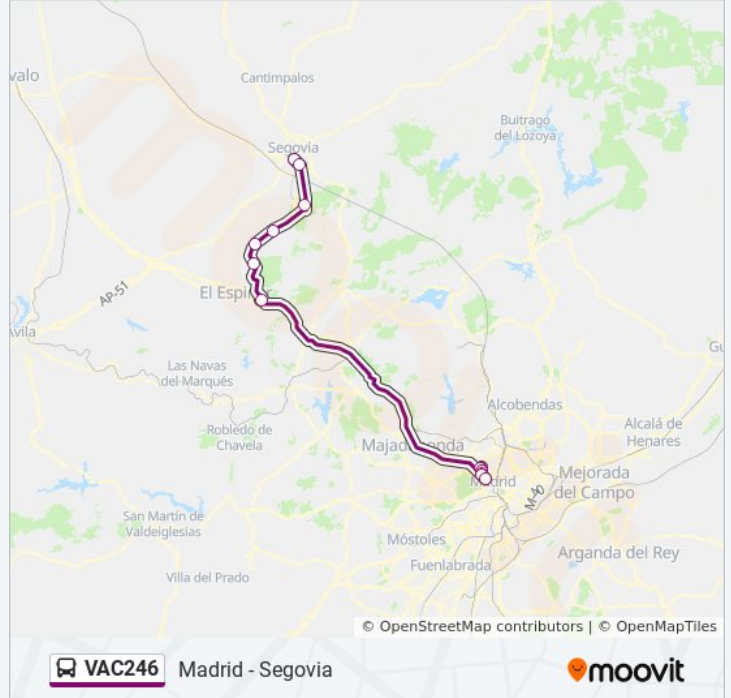 valo
Cantimpalos
Buitrago
del Lozoya
Segovia
AP-51
El Espinar
Ávila
Gu
Las Navas
del Marqués
Alcobendas
Robledo de
Chavela
Alcalá de
Henares
Majadahonda
Madrid
Mejorada
del Campo
M-40
San Martín de
Valdeiglesias
Móstoles
Arganda del Rey
Fuenlabrada
Villa del Prado
© OpenStreetMap contributors | © OpenMapTiles
VAC246 Madrid - Segovia
moovit